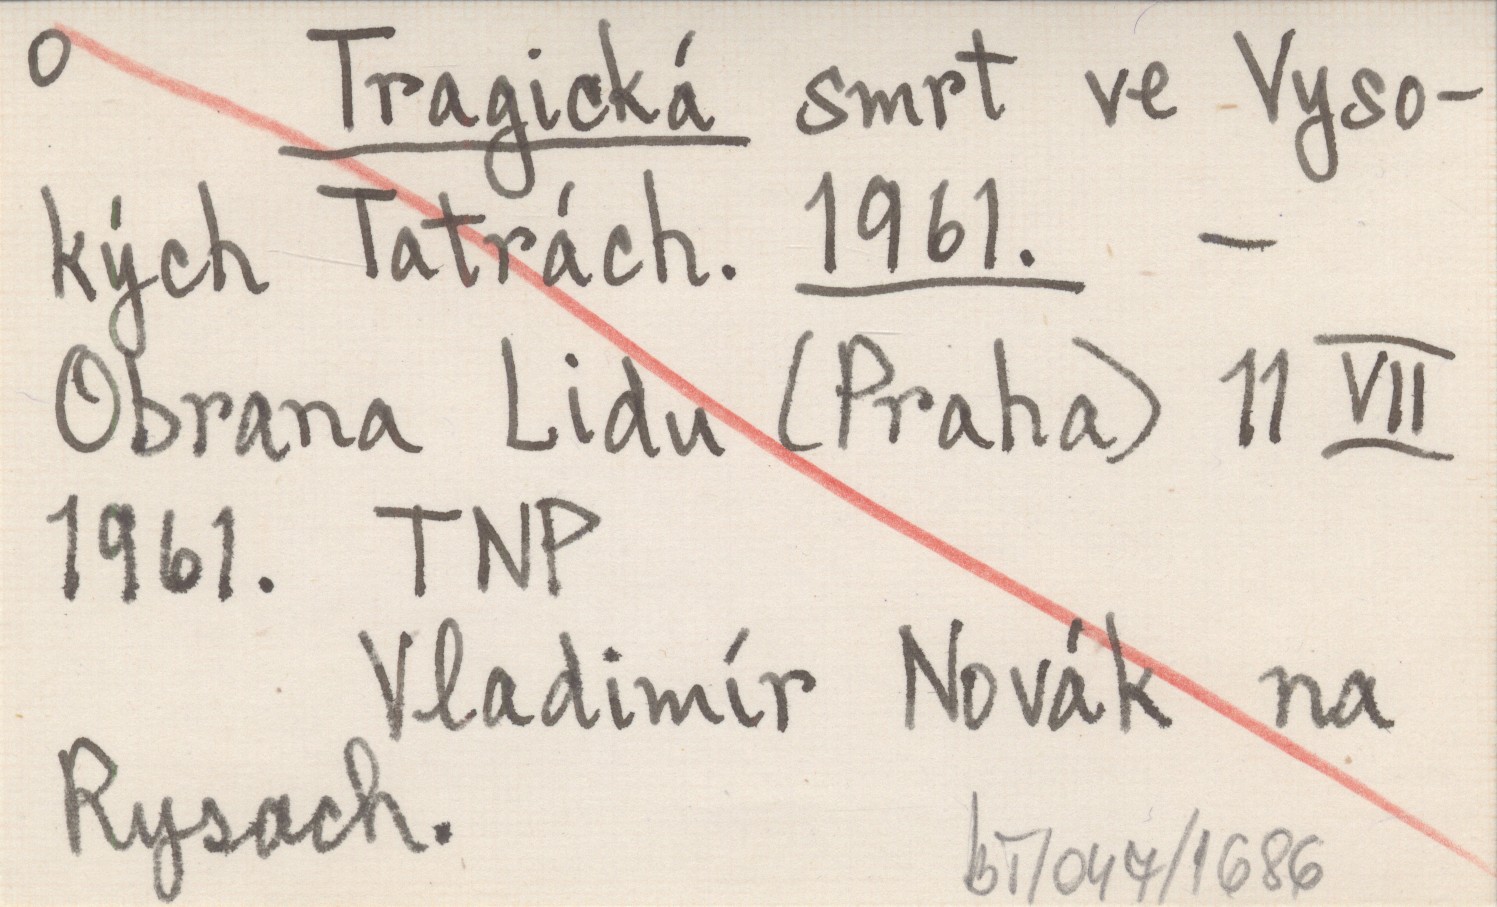 o Tragická smrt ve Vyso-
kých Tatrách. 1961. —
Obrana Lidu (Praha) 11 VII
1961. TNP
Vladimír Novák na
Rysach.
bT/047/1686